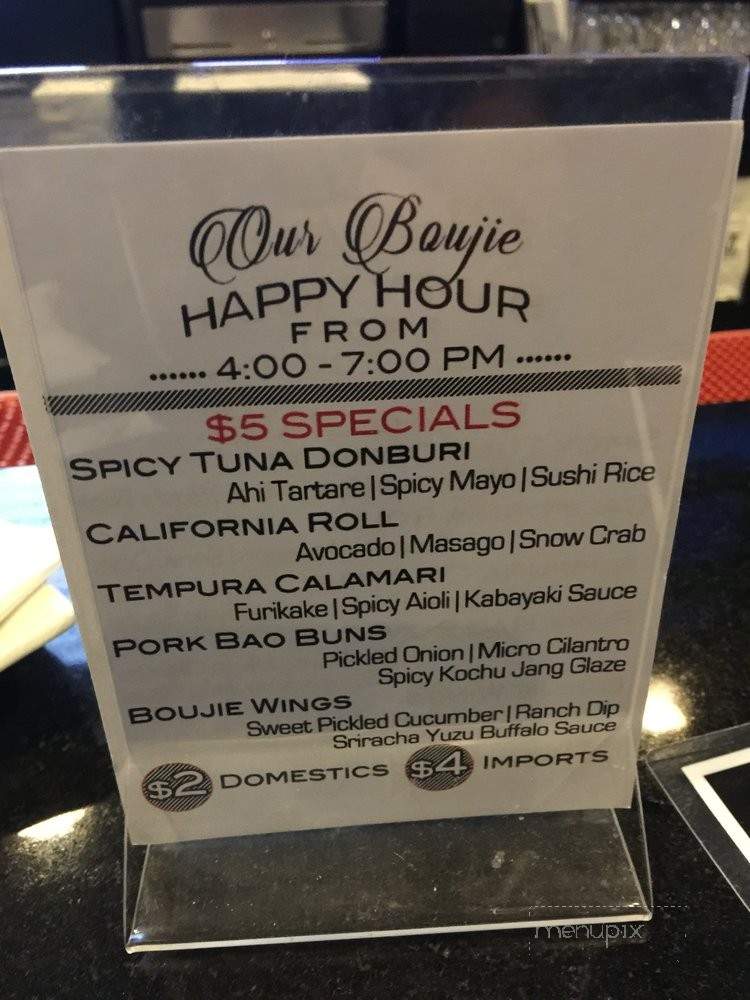 Our Boujie
HAPPY HOUR
FROM
...... 4:00 - 7:00 PM ......
$5 SPECIALS
SPICY TUNA DONBURI
Ahi Tartare | Spicy Mayo | Sushi Rice
CALIFORNIA ROLL
Avocado | Masago | Snow Crab
TEMPURA CALAMARI
Furikake | Spicy Aioli | Kabayaki Sauce
PORK BAO BUNS
Pickled Onion | Micro Cilantro
Spicy Kochu Jang Glaze
BOUJIE WINGS
Sweet Pickled Cucumber | Ranch Dip
Sriracha Yuzu Buffalo Sauce
$2 DOMESTICS $4 IMPORTS
menupix